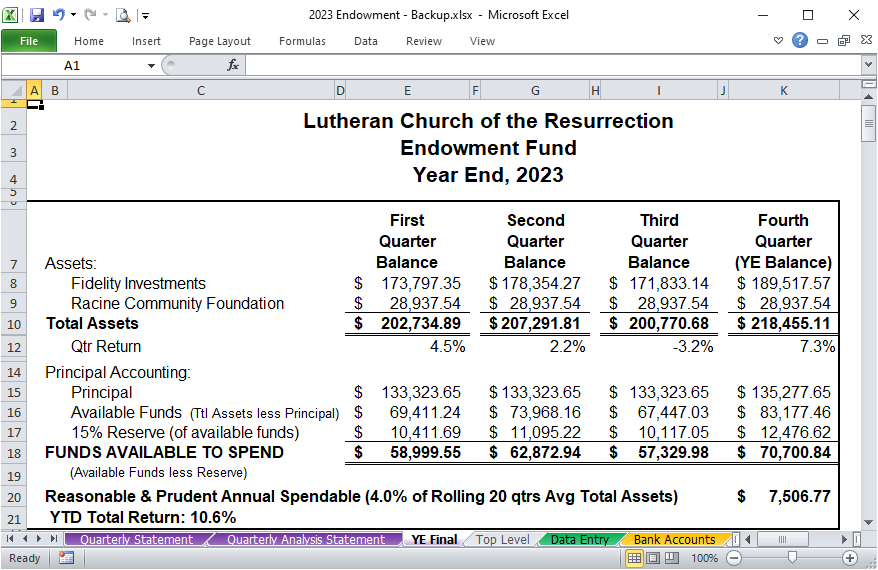 2023 Endowment - Backup.xlsx - Microsoft Excel
File Home Insert Page Layout Formulas Data Review View
A1 fx
A B C D E F G H I J K
1
2 Lutheran Church of the Resurrection
3 Endowment Fund
4 Year End, 2023
5
First Second Third Fourth
Quarter Quarter Quarter Quarter
7 Assets: Balance Balance Balance (YE Balance)
8 Fidelity Investments $ 173,797.35 $ 178,354.27 $ 171,833.14 $ 189,517.57
9 Racine Community Foundation $ 28,937.54 $ 28,937.54 $ 28,937.54 $ 28,937.54
10 Total Assets $ 202,734.89 $ 207,291.81 $ 200,770.68 $ 218,455.11
12 Qtr Return 4.5% 2.2% -3.2% 7.3%
14 Principal Accounting:
15 Principal $ 133,323.65 $ 133,323.65 $ 133,323.65 $ 135,277.65
16 Available Funds (Ttl Assets less Principal) $ 69,411.24 $ 73,968.16 $ 67,447.03 $ 83,177.46
17 15% Reserve (of available funds) $ 10,411.69 $ 11,095.22 $ 10,117.05 $ 12,476.62
18 FUNDS AVAILABLE TO SPEND $ 58,999.55 $ 62,872.94 $ 57,329.98 $ 70,700.84
19 (Available Funds less Reserve)
20 Reasonable & Prudent Annual Spendable (4.0% of Rolling 20 qtrs Avg Total Assets) $ 7,506.77
21 YTD Total Return: 10.6%
Quarterly Statement Quarterly Analysis Statement YE Final Top Level Data Entry Bank Accounts
Ready 100%